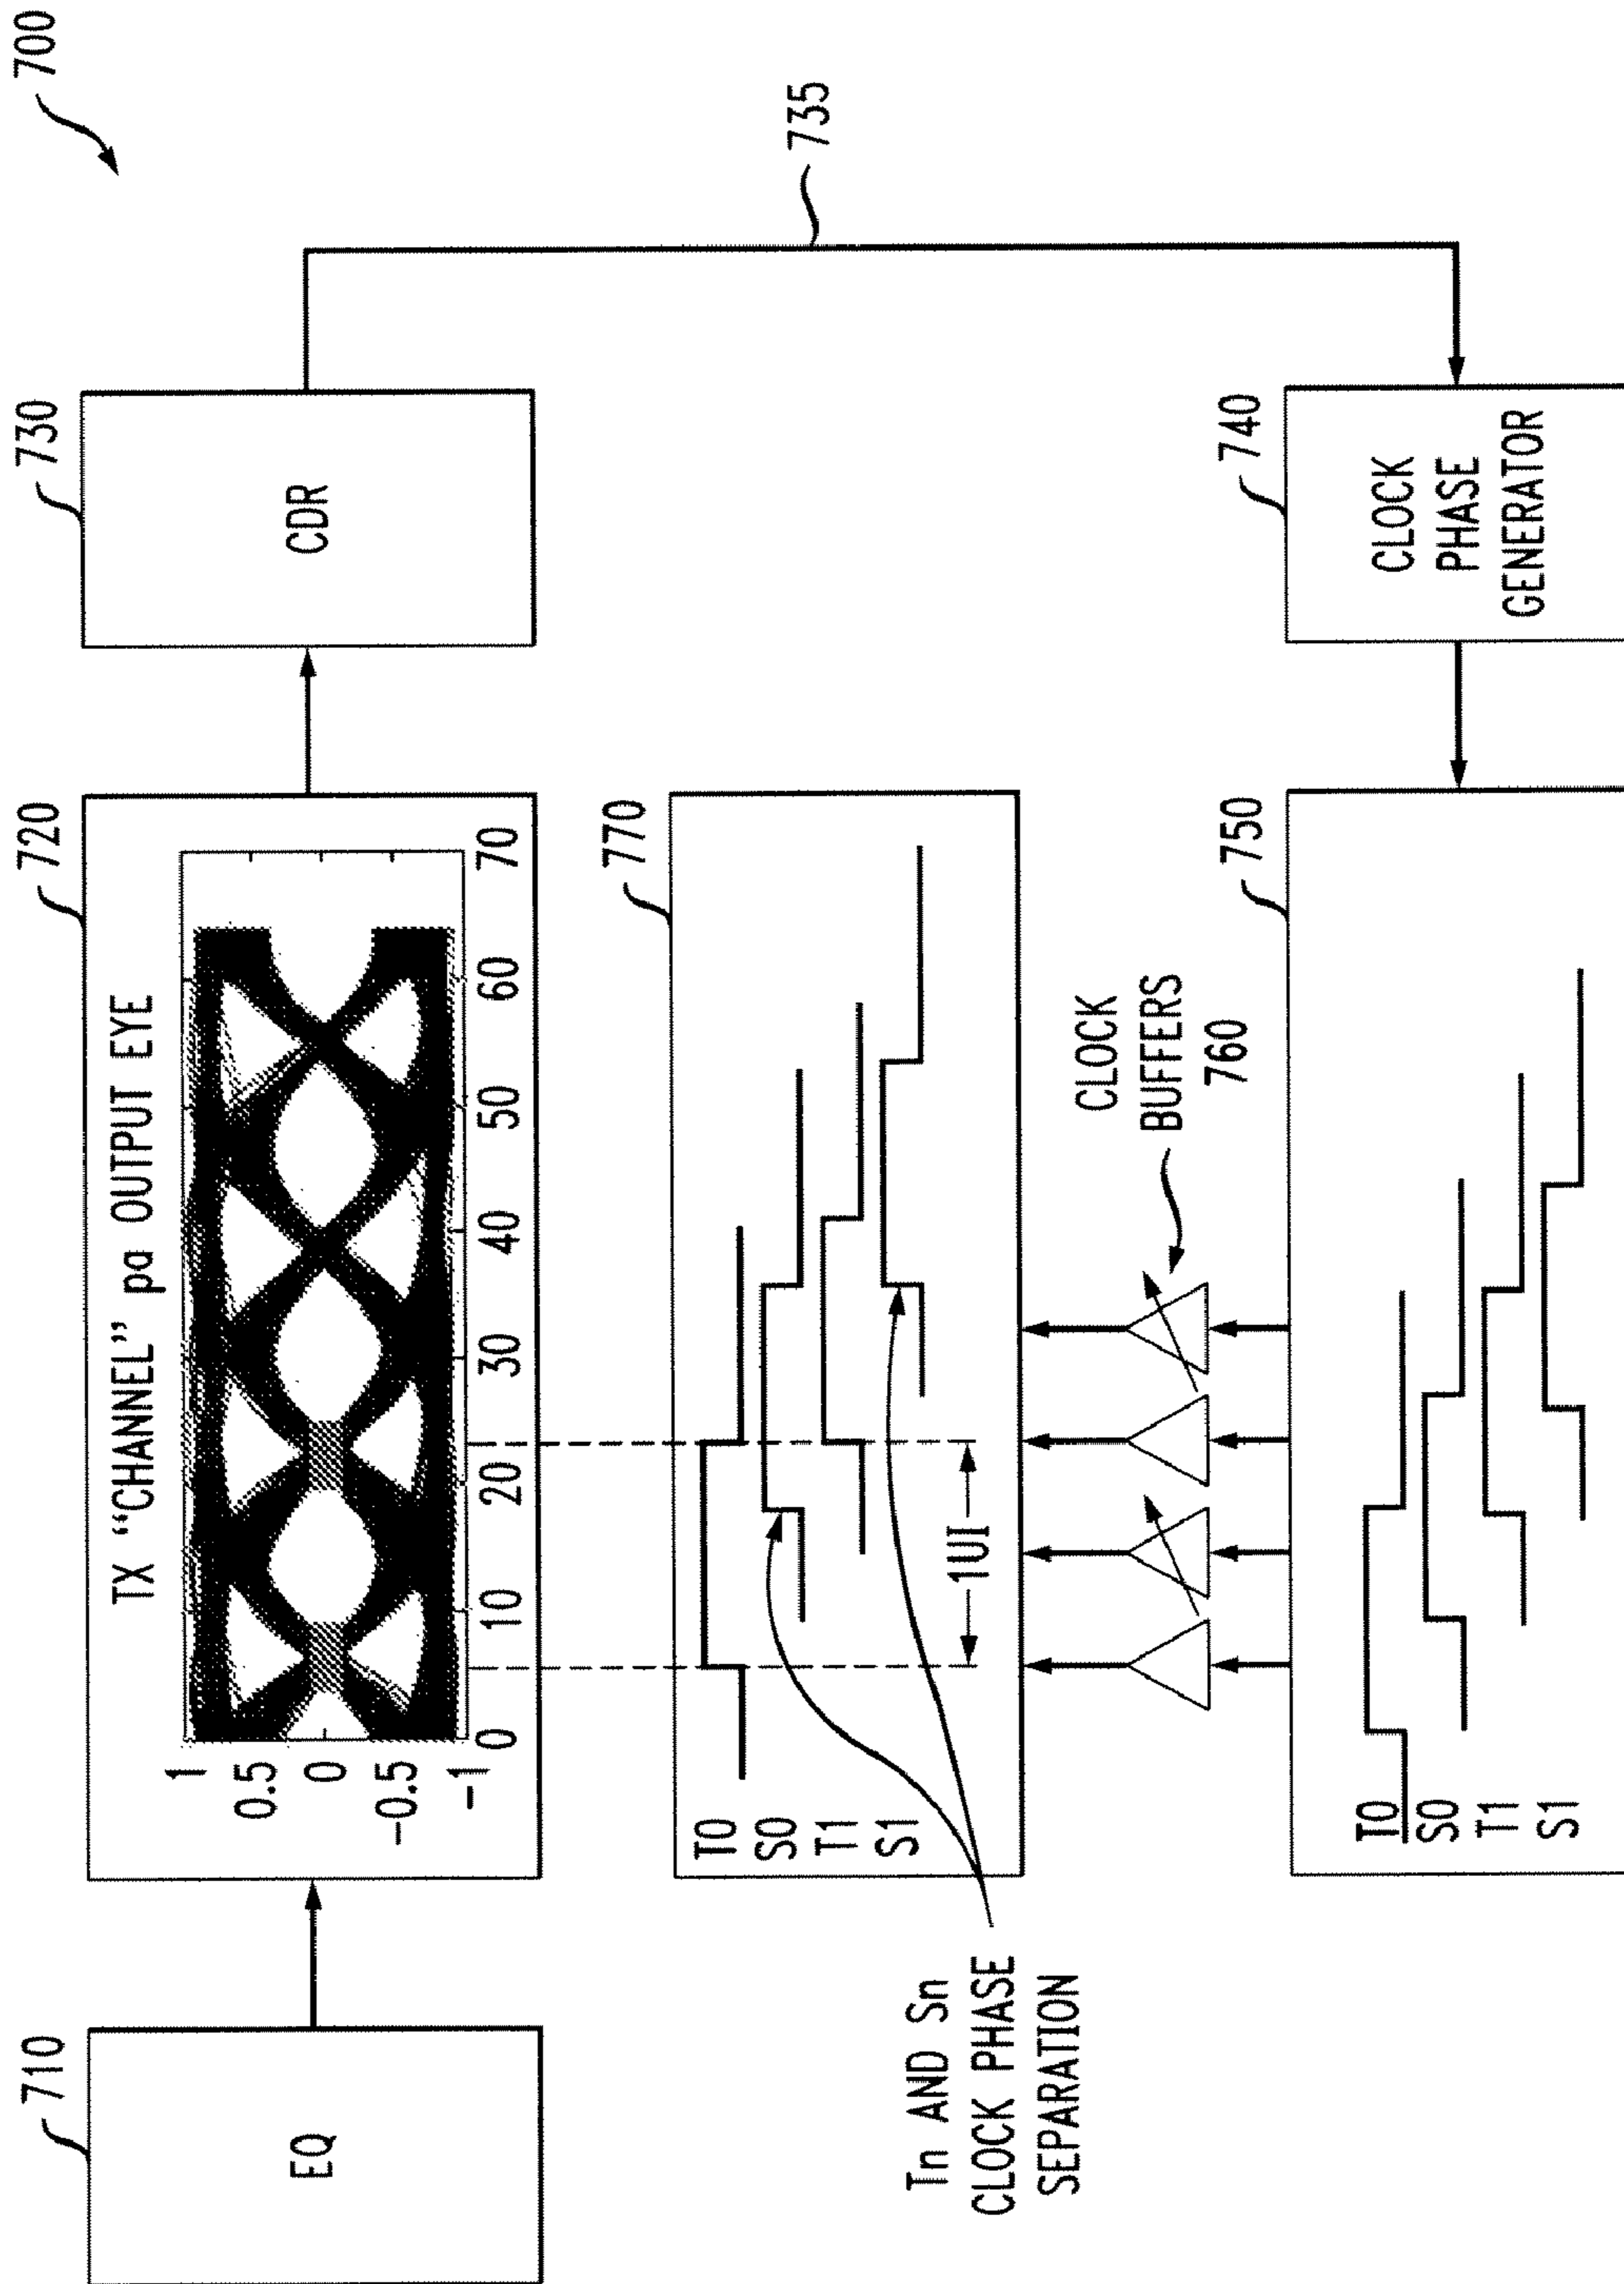 700
710
EQ
720
TX “CHANNEL” pa OUTPUT EYE
1
0.5
0
-0.5
-1
0 10 20 30 40 50 60 70
730
CDR
735
770
T0
S0
T1
S1
1UI
Tn AND Sn
CLOCK PHASE
SEPARATION
CLOCK
BUFFERS
760
740
CLOCK
PHASE
GENERATOR
750
T0
S0
T1
S1